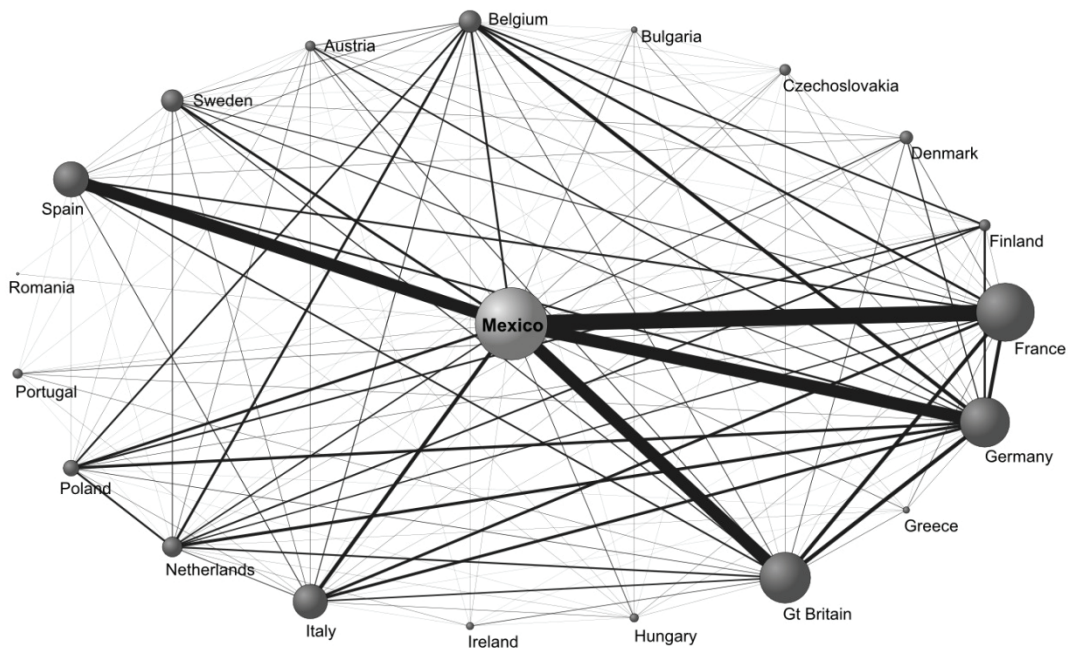 Belgium
Bulgaria
Austria
Czechoslovakia
Sweden
Denmark
Spain
Finland
Romania
Mexico
France
Portugal
Germany
Poland
Greece
Netherlands
Gt Britain
Italy
Ireland
Hungary